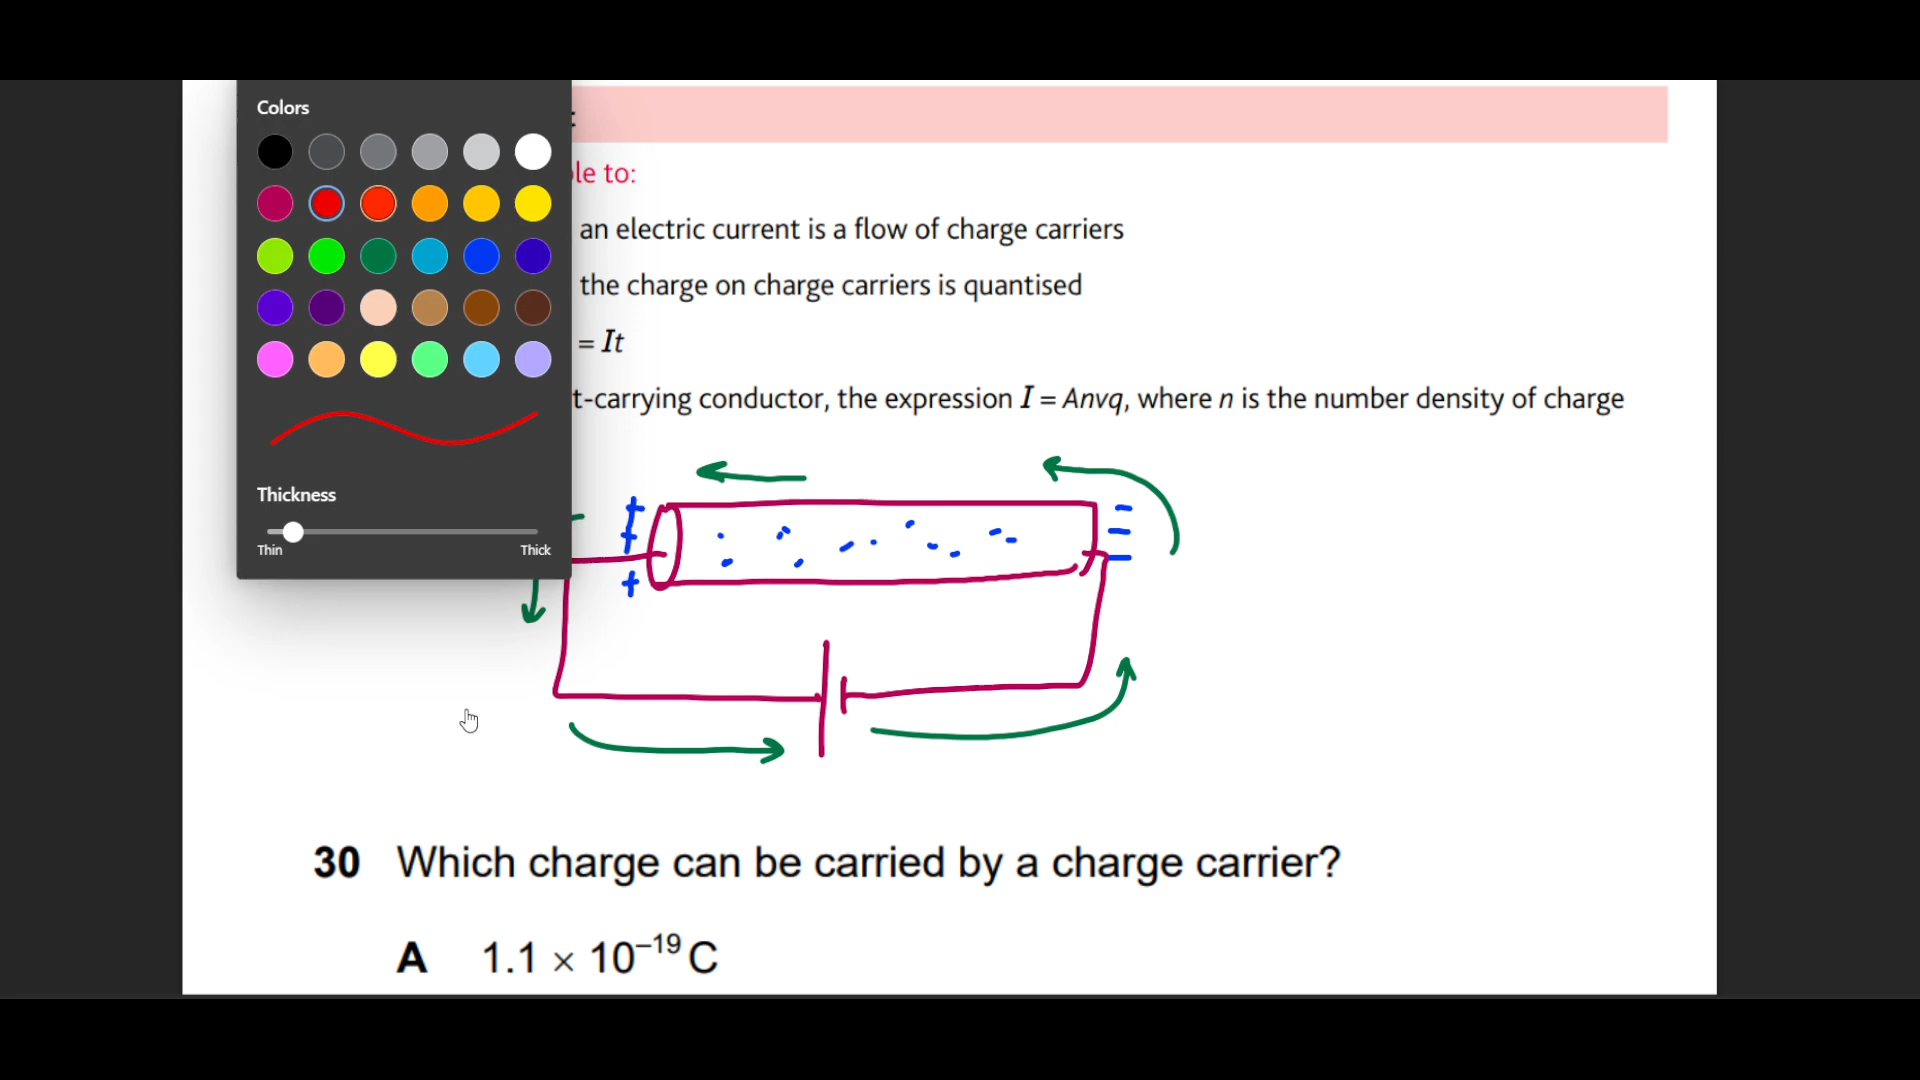 Colors
:
le to:
an electric current is a flow of charge carriers
the charge on charge carriers is quantised
= It
t-carrying conductor, the expression I = Anvq, where n is the number density of charge
Thickness
Thin Thick
30 Which charge can be carried by a charge carrier?
A 1.1 × 10⁻¹⁹ C